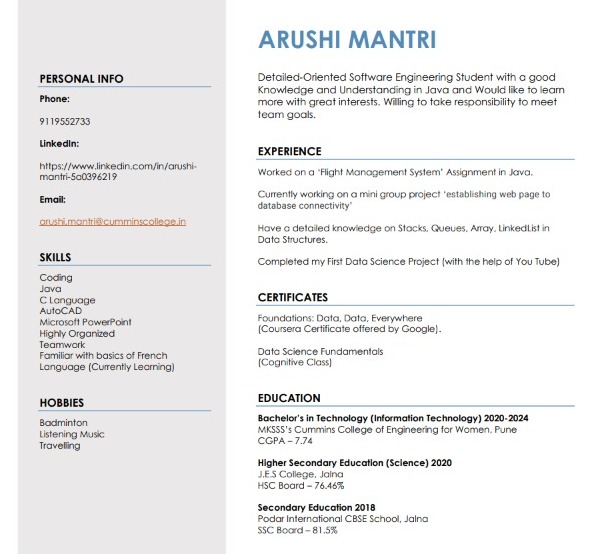 ARUSHI MANTRI
Detailed-Oriented Software Engineering Student with a good
Knowledge and Understanding in Java and Would like to learn
more with great interests. Willing to take responsibility to meet
team goals.
PERSONAL INFO
Phone:
9119552733
LinkedIn:
https://www.linkedin.com/in/arushi-
mantri-5a0396219
Email:
arushi.mantri@cumminscollege.in
SKILLS
Coding
Java
C Language
AutoCAD
Microsoft PowerPoint
Highly Organized
Teamwork
Familiar with basics of French
Language (Currently Learning)
HOBBIES
Badminton
Listening Music
Travelling
EXPERIENCE
Worked on a ‘Flight Management System’ Assignment in Java.
Currently working on a mini group project ‘establishing web page to
database connectivity’
Have a detailed knowledge on Stacks, Queues, Array, LinkedList in
Data Structures.
Completed my First Data Science Project (with the help of You Tube)
CERTIFICATES
Foundations: Data, Data, Everywhere
(Coursera Certificate offered by Google).
Data Science Fundamentals
(Cognitive Class)
EDUCATION
Bachelor's in Technology (Information Technology) 2020-2024
MKSSS's Cummins College of Engineering for Women, Pune
CGPA – 7.74
Higher Secondary Education (Science) 2020
J.E.S College, Jalna
HSC Board – 76.46%
Secondary Education 2018
Podar International CBSE School, Jalna
SSC Board – 81.5%